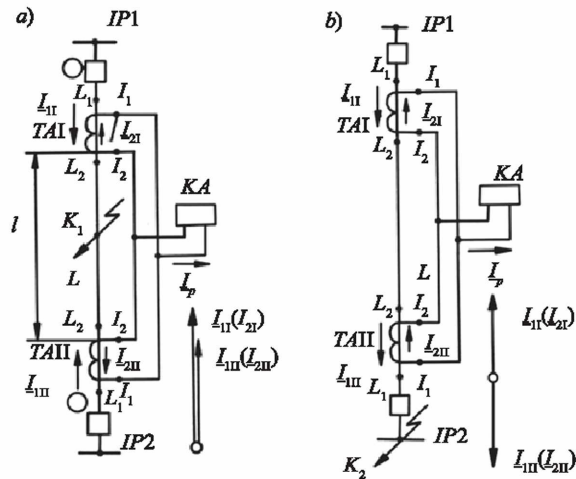 a)
IP1
L₁
I₁
I₁I
TAI
I₂I
L₂
I₂
KA
l
K₁
L
Iₚ
L₂
I₂
I₁I(I₂I)
TAII
I₂II
I₁II(I₂II)
I₁II
L₁
I₁
IP2
b)
IP1
L₁
I₁
I₁I
TAI
I₂I
L₂
I₂
KA
L
Iₚ
L₂
I₂
I₁I(I₂I)
TAII
I₂II
I₁II
L₁
I₁
IP2
K₂
I₁II(I₂II)